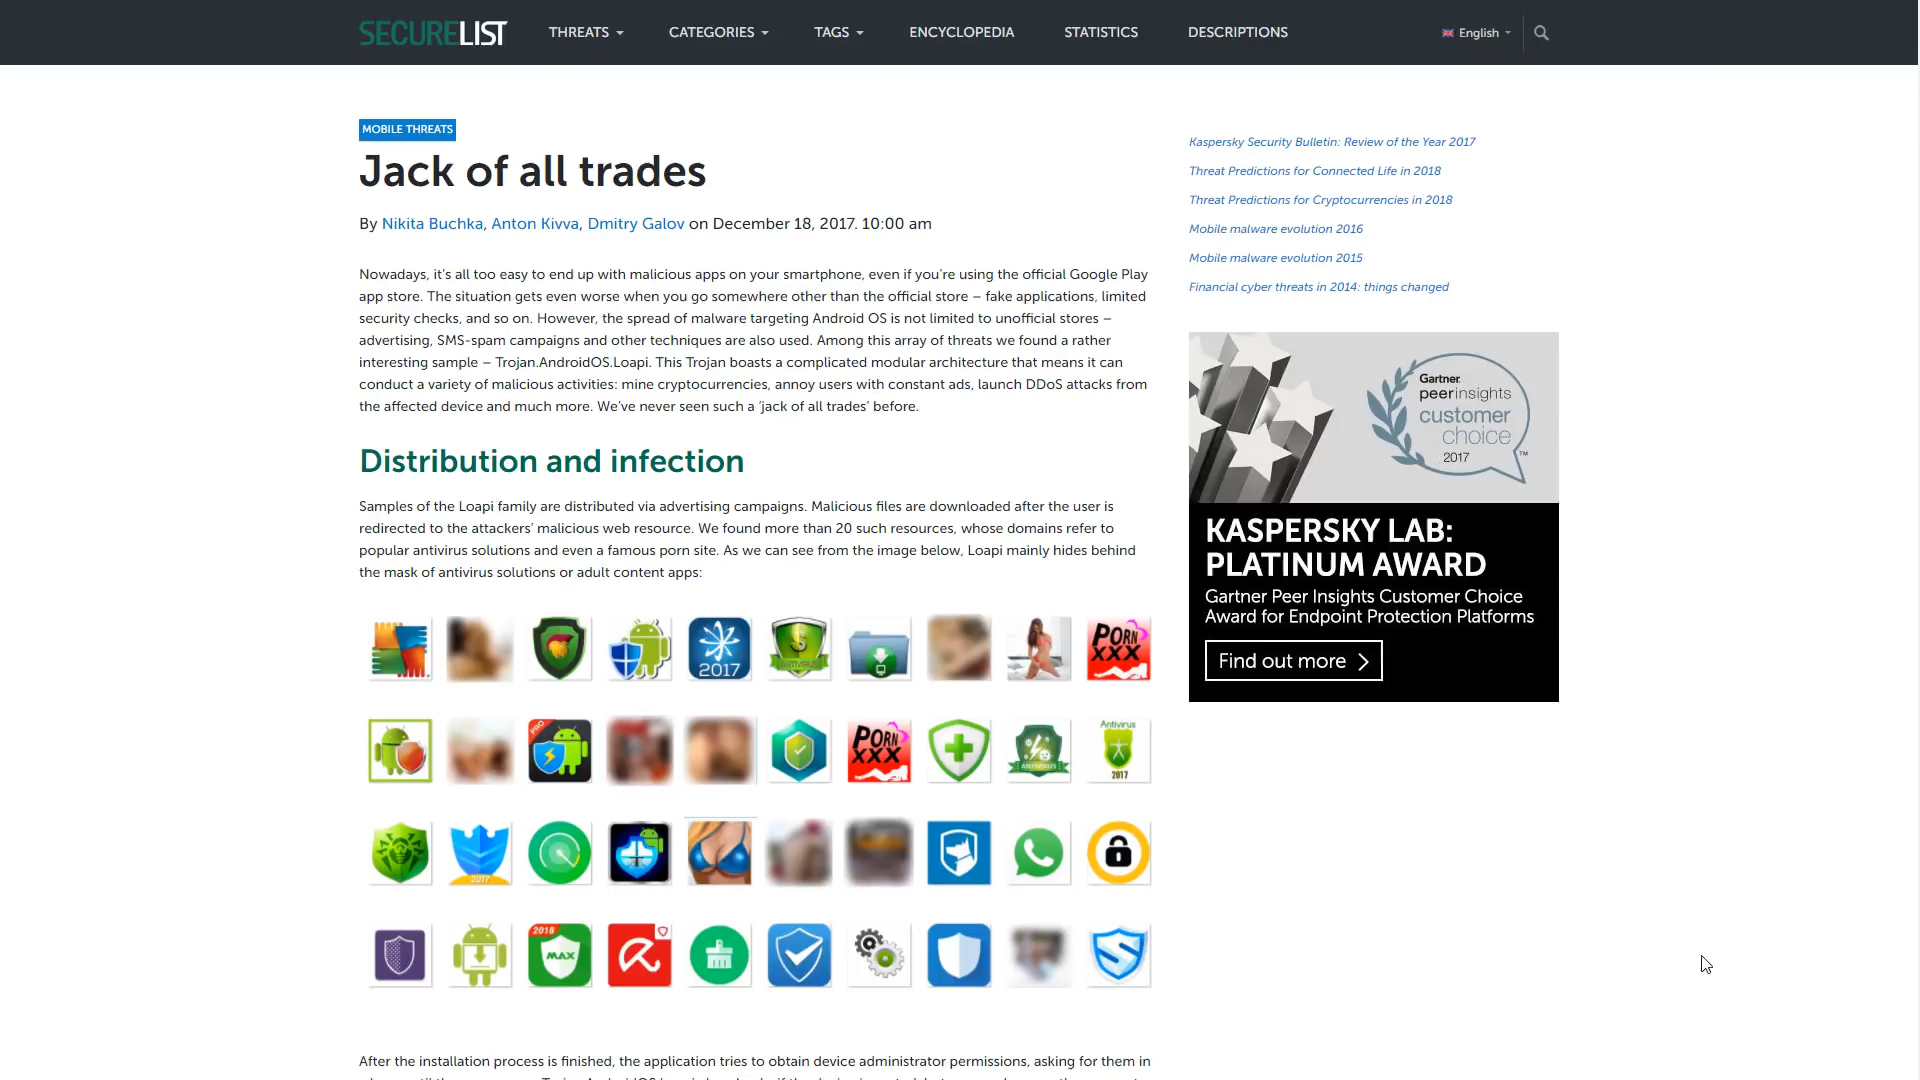 SECURELIST THREATS CATEGORIES TAGS ENCYCLOPEDIA STATISTICS DESCRIPTIONS English
MOBILE THREATS
Jack of all trades
By Nikita Buchka, Anton Kivva, Dmitry Galov on December 18, 2017. 10:00 am
Nowadays, it's all too easy to end up with malicious apps on your smartphone, even if you're using the official Google Play
app store. The situation gets even worse when you go somewhere other than the official store – fake applications, limited
security checks, and so on. However, the spread of malware targeting Android OS is not limited to unofficial stores –
advertising, SMS-spam campaigns and other techniques are also used. Among this array of threats we found a rather
interesting sample – Trojan.AndroidOS.Loapi. This Trojan boasts a complicated modular architecture that means it can
conduct a variety of malicious activities: mine cryptocurrencies, annoy users with constant ads, launch DDoS attacks from
the affected device and much more. We've never seen such a 'jack of all trades' before.
Distribution and infection
Samples of the Loapi family are distributed via advertising campaigns. Malicious files are downloaded after the user is
redirected to the attackers' malicious web resource. We found more than 20 such resources, whose domains refer to
popular antivirus solutions and even a famous porn site. As we can see from the image below, Loapi mainly hides behind
the mask of antivirus solutions or adult content apps:
2017
ANTIVIRUS
PORN
XXX
PRO
PORN
XXX
ANTIVIRUS
Antivirus
2017
2017
2018
MAX
After the installation process is finished, the application tries to obtain device administrator permissions, asking for them in
Kaspersky Security Bulletin: Review of the Year 2017
Threat Predictions for Connected Life in 2018
Threat Predictions for Cryptocurrencies in 2018
Mobile malware evolution 2016
Mobile malware evolution 2015
Financial cyber threats in 2014: things changed
Gartner
peerinsights
customer
choice
2017
TM
KASPERSKY LAB:
PLATINUM AWARD
Gartner Peer Insights Customer Choice
Award for Endpoint Protection Platforms
Find out more